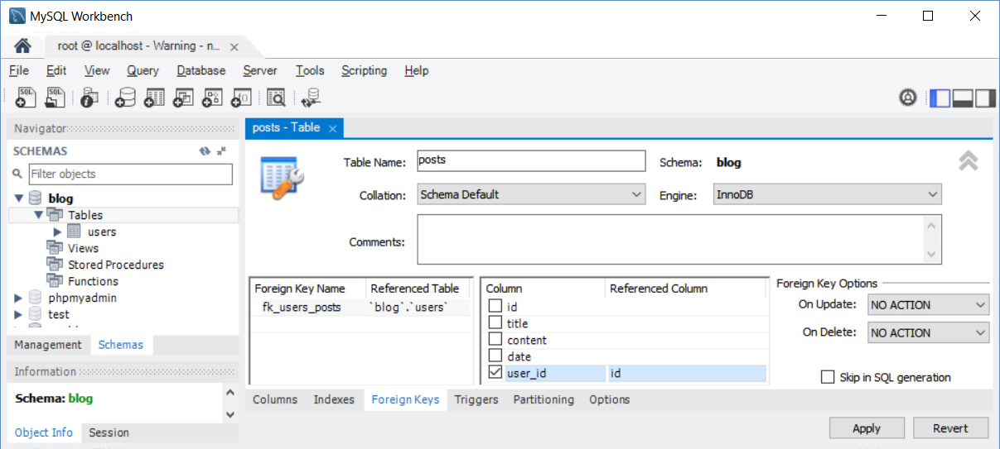 MySQL Workbench
root @ localhost - Warning - n...
File Edit View Query Database Server Tools Scripting Help
SQL SQL
Navigator
posts - Table
SCHEMAS
Filter objects
blog
Tables
users
Views
Stored Procedures
Functions
phpmyadmin
test
Management Schemas
Information
Schema: blog
Object Info Session
Table Name: posts Schema: blog
Collation: Schema Default Engine: InnoDB
Comments:
Foreign Key Name Referenced Table
fk_users_posts `blog`.`users`
Column Referenced Column
id
title
content
date
user_id id
Foreign Key Options
On Update: NO ACTION
On Delete: NO ACTION
Skip in SQL generation
Columns Indexes Foreign Keys Triggers Partitioning Options
Apply Revert